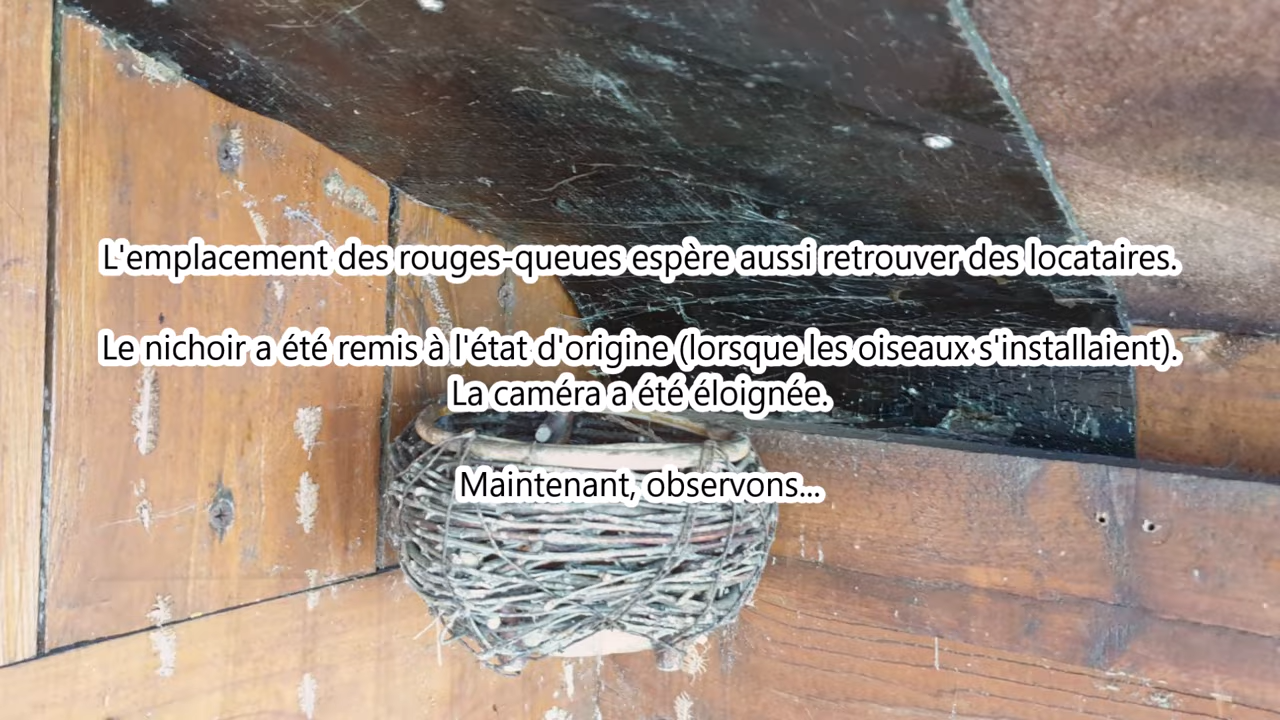 L'emplacement des rouges-queues espère aussi retrouver des locataires.
Le nichoir a été remis à l'état d'origine (lorsque les oiseaux s'installaient).
La caméra a été éloignée.
Maintenant, observons...